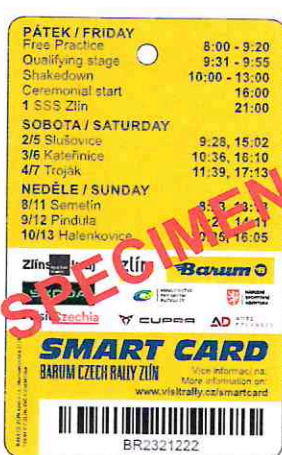 PÁTEK / FRIDAY
Free Practice 8:00 - 9:20
Qualifying stage 9:31 - 9:55
Shakedown 10:00 - 13:00
Ceremonial start 16:00
1 SSS Zlín 21:00
SOBOTA / SATURDAY
2/5 Slušovice 9:28, 15:02
3/6 Kateřinice 10:36, 16:10
4/7 Troják 11:39, 17:13
NEDĚLE / SUNDAY
8/11 Semetín
9/12 Pindula
10/13 Halenkovice 16:05
SPECIMEN
zlín Barum
Czechia CUPRA
SMART CARD
BARUM CZECH RALLY ZLÍN
Více informací na:
More information on:
www.visitrally.cz/smartcard
BR2321222